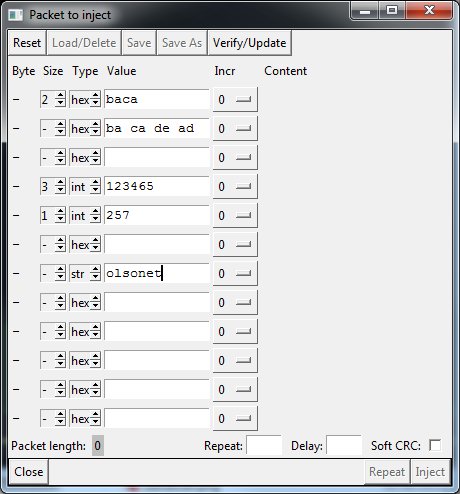 Packet to inject
Reset Load/Delete Save Save As Verify/Update
Byte Size Type Value Incr Content
– 2 hex baca 0
– - hex ba ca de ad 0
– - hex 0
– 3 int 123465 0
– 1 int 257 0
– - hex 0
– - str olsonet 0
– - hex 0
– - hex 0
– - hex 0
– - hex 0
– - hex 0
Packet length: 0 Repeat: Delay: Soft CRC:
Close Repeat Inject